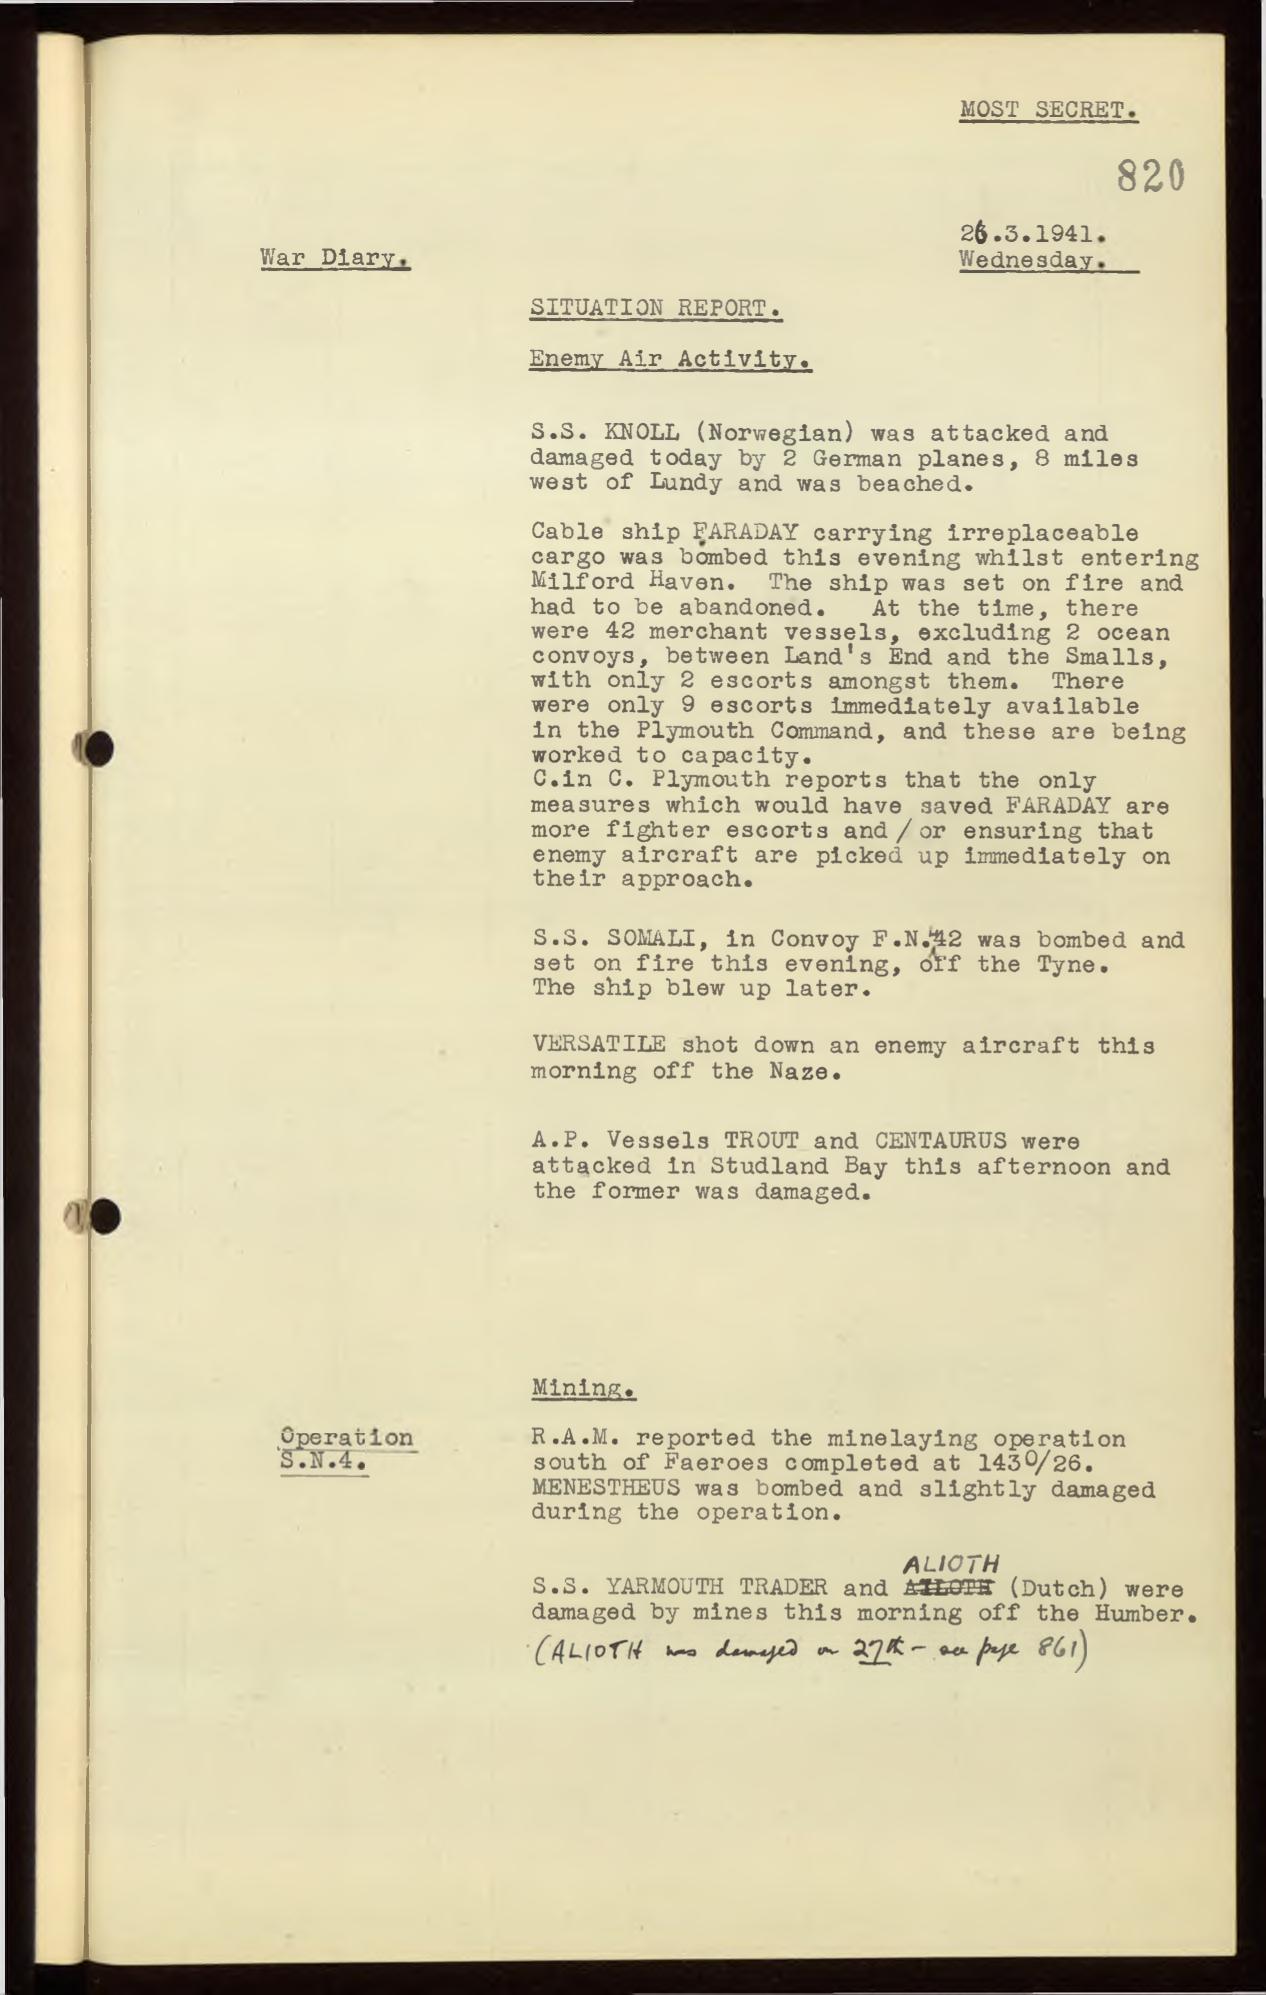 MOST SECRET.
820
26.3.1941.
War Diary.
Wednesday.
SITUATION REPORT.
Enemy Air Activity.
S.S. KNOLL (Norwegian) was attacked and
damaged today by 2 German planes, 8 miles
west of Lundy and was beached.
Cable ship FARADAY carrying irreplaceable
cargo was bombed this evening whilst entering
Milford Haven. The ship was set on fire and
had to be abandoned. At the time, there
were 42 merchant vessels, excluding 2 ocean
convoys, between Land's End and the Smalls,
with only 2 escorts amongst them. There
were only 9 escorts immediately available
in the Plymouth Command, and these are being
worked to capacity.
C.in C. Plymouth reports that the only
measures which would have saved FARADAY are
more fighter escorts and / or ensuring that
enemy aircraft are picked up immediately on
their approach.
S.S. SOMALI, in Convoy F.N.442 was bombed and
set on fire this evening, off the Tyne.
The ship blew up later.
VERSATILE shot down an enemy aircraft this
morning off the Naze.
A.P. Vessels TROUT and CENTAURUS were
attacked in Studland Bay this afternoon and
the former was damaged.
Mining.
Operation
S.N.4.
R.A.M. reported the minelaying operation
south of Faeroes completed at 1430/26.
MENESTHEUS was bombed and slightly damaged
during the operation.
ALIOTH
S.S. YARMOUTH TRADER and AILOTH (Dutch) were
damaged by mines this morning off the Humber.
(ALIOTH was damaged on 27th - see page 861)